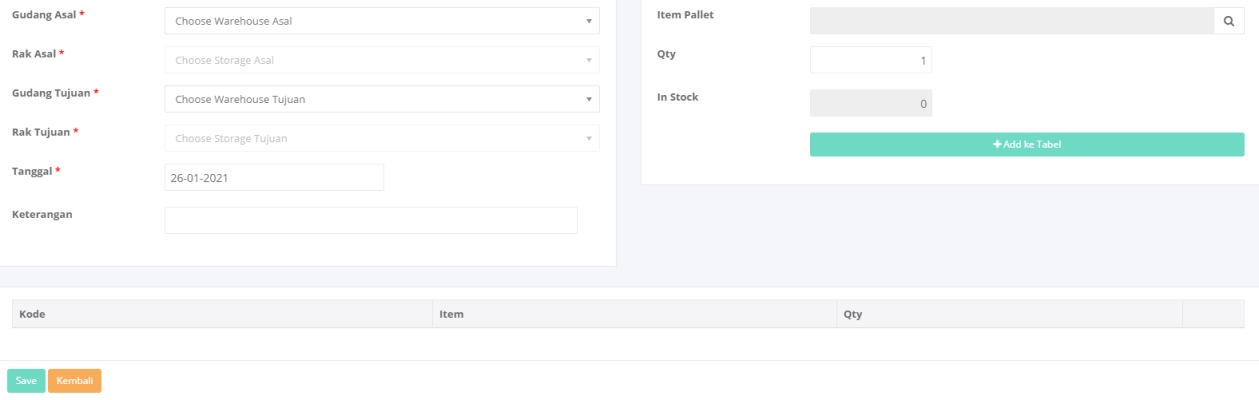 Gudang Asal *
Choose Warehouse Asal
Rak Asal *
Choose Storage Asal
Gudang Tujuan *
Choose Warehouse Tujuan
Rak Tujuan *
Choose Storage Tujuan
Tanggal *
26-01-2021
Keterangan
Item Pallet
Qty
1
In Stock
0
+ Add ke Tabel
Kode Item Qty
Save Kembali